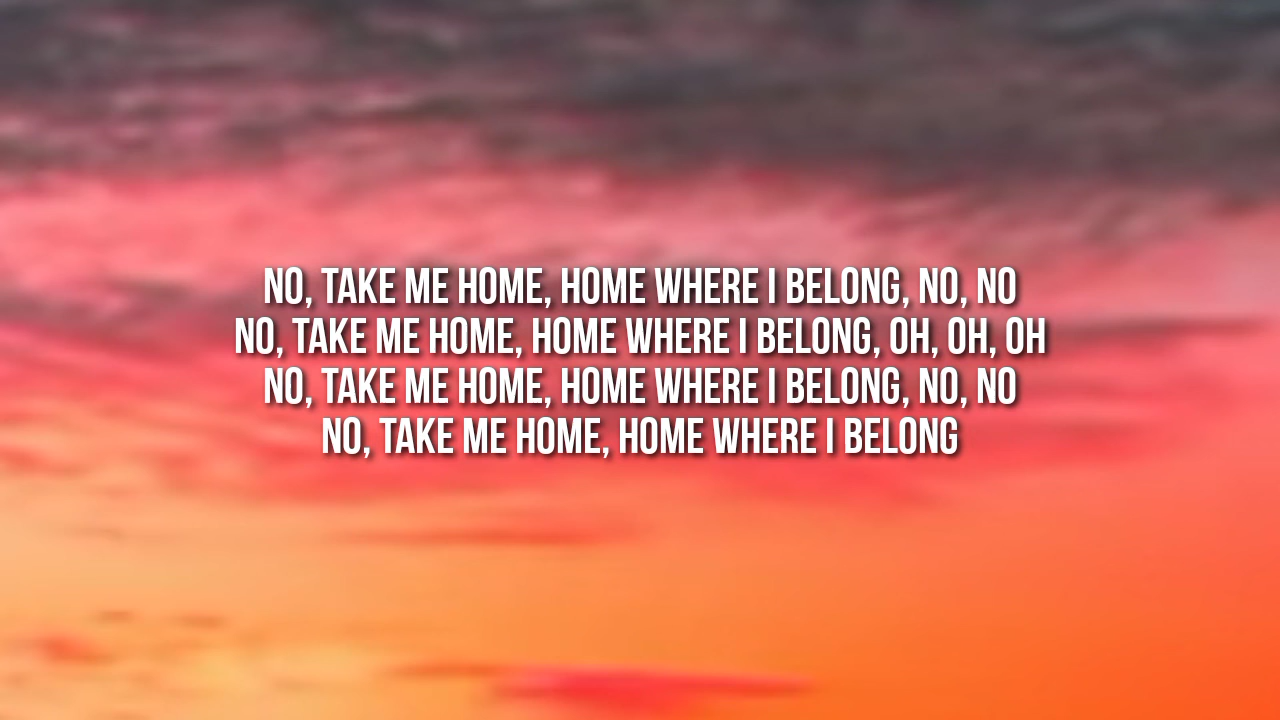 NO, TAKE ME HOME, HOME WHERE I BELONG, NO, NO
NO, TAKE ME HOME, HOME WHERE I BELONG, OH, OH, OH
NO, TAKE ME HOME, HOME WHERE I BELONG, NO, NO
NO, TAKE ME HOME, HOME WHERE I BELONG